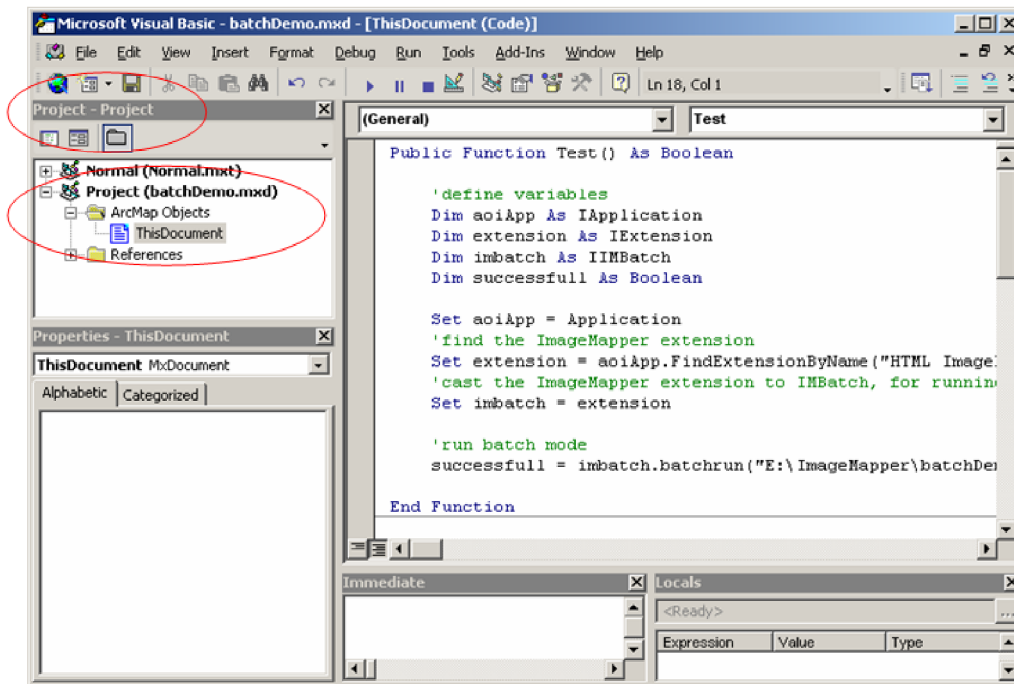 Microsoft Visual Basic - batchDemo.mxd - [ThisDocument (Code)]
File Edit View Insert Format Debug Run Tools Add-Ins Window Help
Ln 18, Col 1
Project - Project
Normal (Normal.mxt)
Project (batchDemo.mxd)
ArcMap Objects
ThisDocument
References
Properties - ThisDocument
ThisDocument MxDocument
Alphabetic Categorized
(General) Test
Public Function Test() As Boolean
'define variables
Dim aoiApp As IApplication
Dim extension As IExtension
Dim imbatch As IIMBatch
Dim successfull As Boolean
Set aoiApp = Application
'find the ImageMapper extension
Set extension = aoiApp.FindExtensionByName("HTML Image
'cast the ImageMapper extension to IMBatch, for running
Set imbatch = extension
'run batch mode
successfull = imbatch.batchrun("E:\ImageMapper\batchDe
End Function
Immediate
Locals
<Ready>
...
Expression Value Type